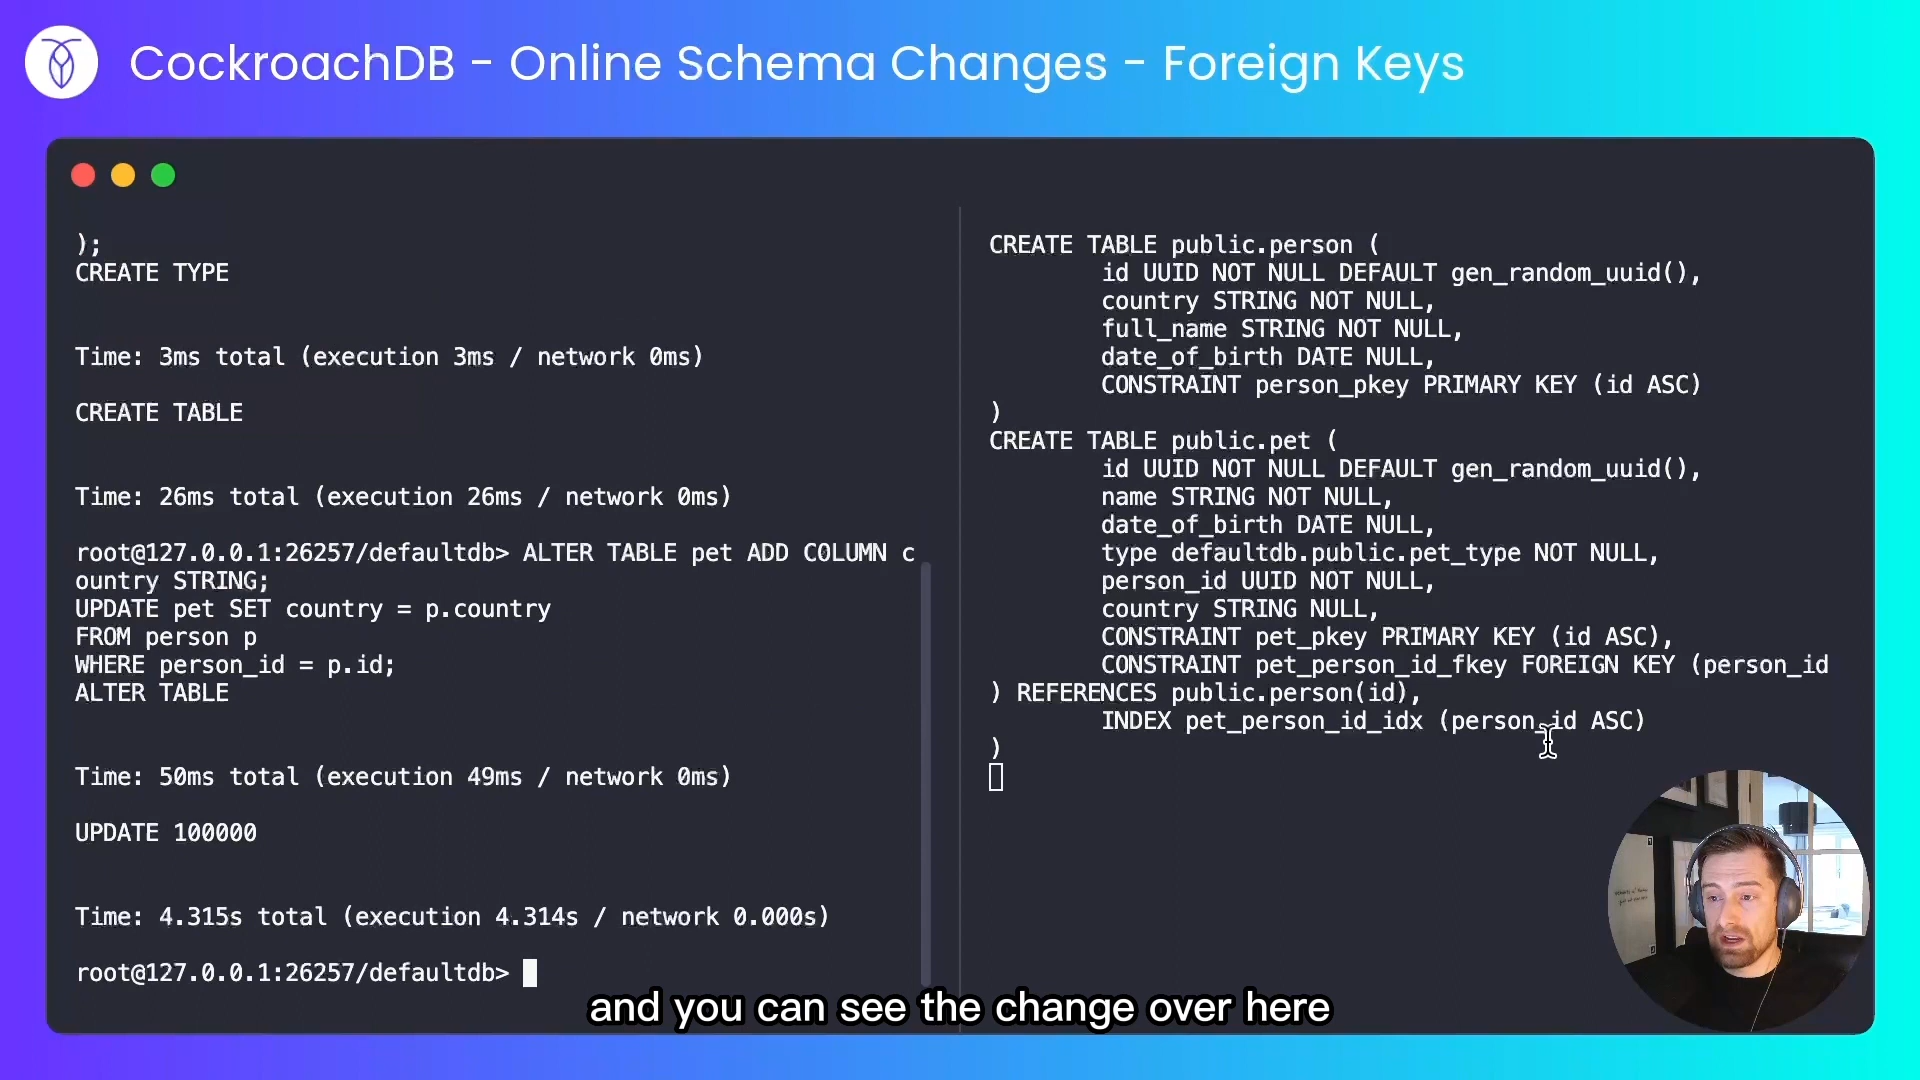 CockroachDB - Online Schema Changes - Foreign Keys
);
CREATE TYPE
Time: 3ms total (execution 3ms / network 0ms)
CREATE TABLE
Time: 26ms total (execution 26ms / network 0ms)
root@127.0.0.1:26257/defaultdb> ALTER TABLE pet ADD COLUMN c
ountry STRING;
UPDATE pet SET country = p.country
FROM person p
WHERE person_id = p.id;
ALTER TABLE
Time: 50ms total (execution 49ms / network 0ms)
UPDATE 100000
Time: 4.315s total (execution 4.314s / network 0.000s)
root@127.0.0.1:26257/defaultdb>
CREATE TABLE public.person (
id UUID NOT NULL DEFAULT gen_random_uuid(),
country STRING NOT NULL,
full_name STRING NOT NULL,
date_of_birth DATE NULL,
CONSTRAINT person_pkey PRIMARY KEY (id ASC)
)
CREATE TABLE public.pet (
id UUID NOT NULL DEFAULT gen_random_uuid(),
name STRING NOT NULL,
date_of_birth DATE NULL,
type defaultdb.public.pet_type NOT NULL,
person_id UUID NOT NULL,
country STRING NULL,
CONSTRAINT pet_pkey PRIMARY KEY (id ASC),
CONSTRAINT pet_person_id_fkey FOREIGN KEY (person_id
) REFERENCES public.person(id),
INDEX pet_person_id_idx (person_id ASC)
)
and you can see the change over here